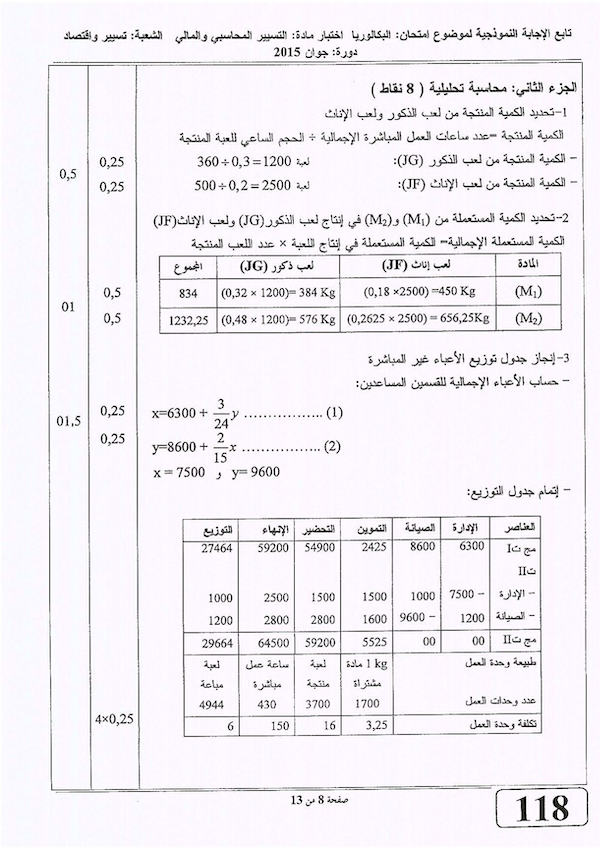 تابع الإجابة النموذجية لموضوع امتحان: البكالوريا اختبار مادة: التسيير المحاسبي والمالي الشعبة: تسيير واقتصاد
دورة: جوان 2015
الجزء الثاني: محاسبة تحليلية ( 8 نقاط )
1-تحديد الكمية المنتجة من لعب الذكور ولعب الإناث
الكمية المنتجة =عدد ساعات العمل المباشرة الإجمالية ÷ الحجم الساعي للعبة المنتجة
- الكمية المنتجة من لعب الذكور (JG): 360 ÷ 0,3 = 1200 لعبة 0,25
- الكمية المنتجة من لعب الإناث (JF): 500 ÷ 0,2 = 2500 لعبة 0,25 0,5
2-تحديد الكمية المستعملة من (M1) و(M2) في إنتاج لعب الذكور(JG) ولعب الإناث(JF)
الكمية المستعملة الإجمالية= الكمية المستعملة في إنتاج اللعبة × عدد اللعب المنتجة
المادة لعب إناث (JF) لعب ذكور (JG) المجموع
(M1) (0,18 ×2500) =450 Kg (0,32 × 1200)= 384 Kg 834 0,5
(M2) (0,2625 × 2500) = 656,25Kg (0,48 × 1200)= 576 Kg 1232,25 0,5 01
3-إنجاز جدول توزيع الأعباء غير المباشرة
- حساب الأعباء الإجمالية للقسمين المساعدين:
x=6300 + 3/24 y ................. (1) 0,25 01,5
y=8600 + 2/15 x .................. (2) 0,25
x = 7500 و y= 9600
- إتمام جدول التوزيع:
العناصر الإدارة الصيانة التموين التحضير الإنهاء التوزيع
مج تI 6300 8600 2425 54900 59200 27464
تII
- الإدارة - 7500 1000 1500 1500 2500 1000
- الصيانة 1200 - 9600 1600 2800 2800 1200
مج تII 00 00 5525 59200 64500 29664
طبيعة وحدة العمل 1 kg مادة مشتراة لعبة منتجة ساعة عمل مباشرة لعبة مباعة
عدد وحدات العمل 1700 3700 430 4944
تكلفة وحدة العمل 3,25 16 150 6 4×0,25
صفحة 8 من 13
118